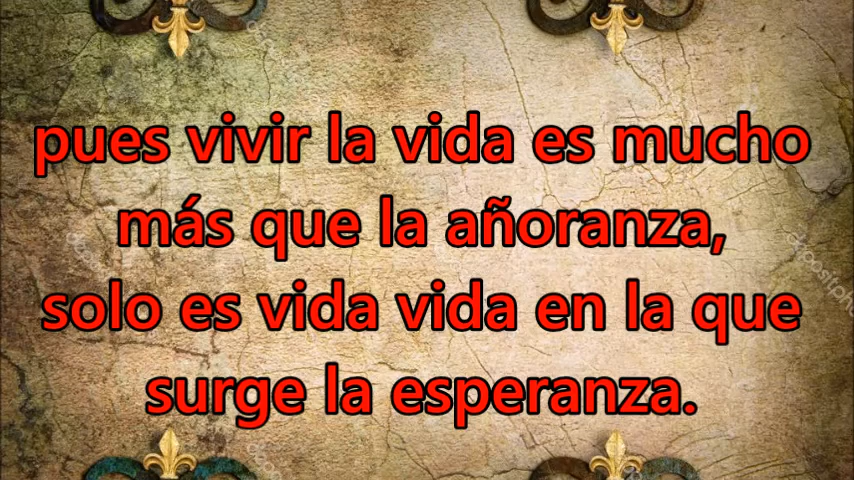 pues vivir la vida es mucho
más que la añoranza,
solo es vida vida en la que
surge la esperanza.